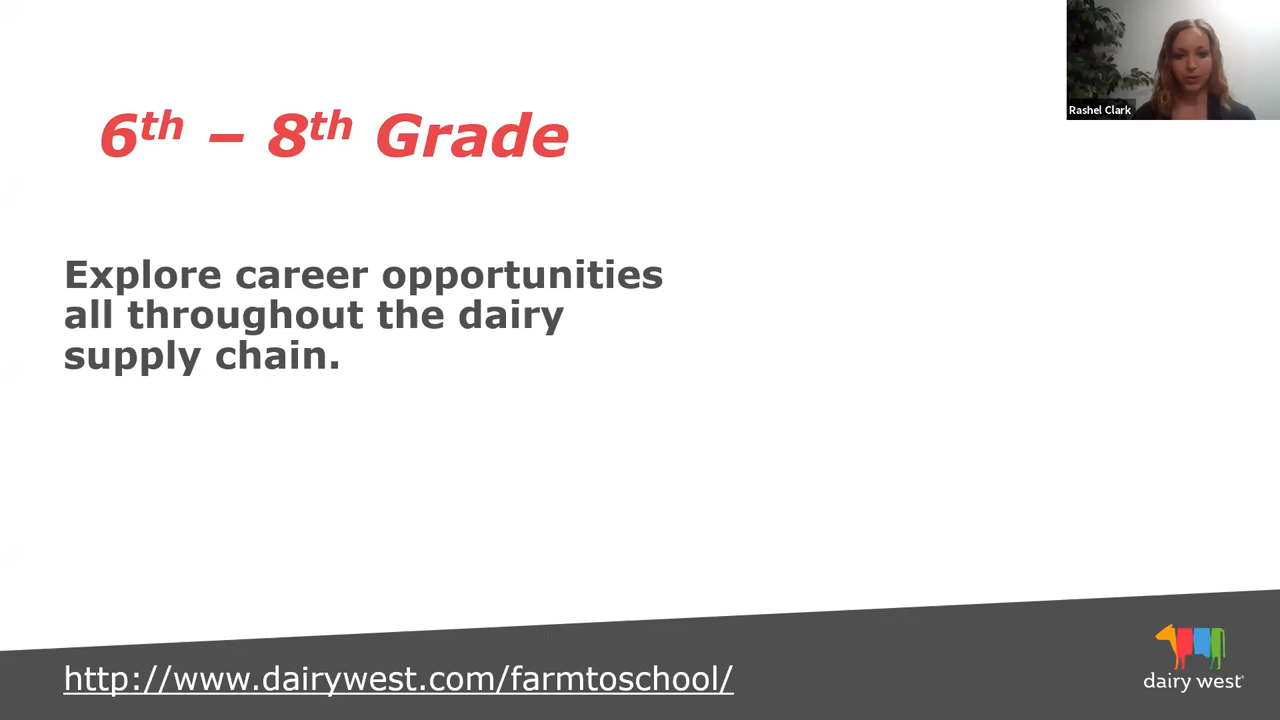 Rashel Clark
6th – 8th Grade
Explore career opportunities
all throughout the dairy
supply chain.
http://www.dairywest.com/farmtoschool/
dairy west